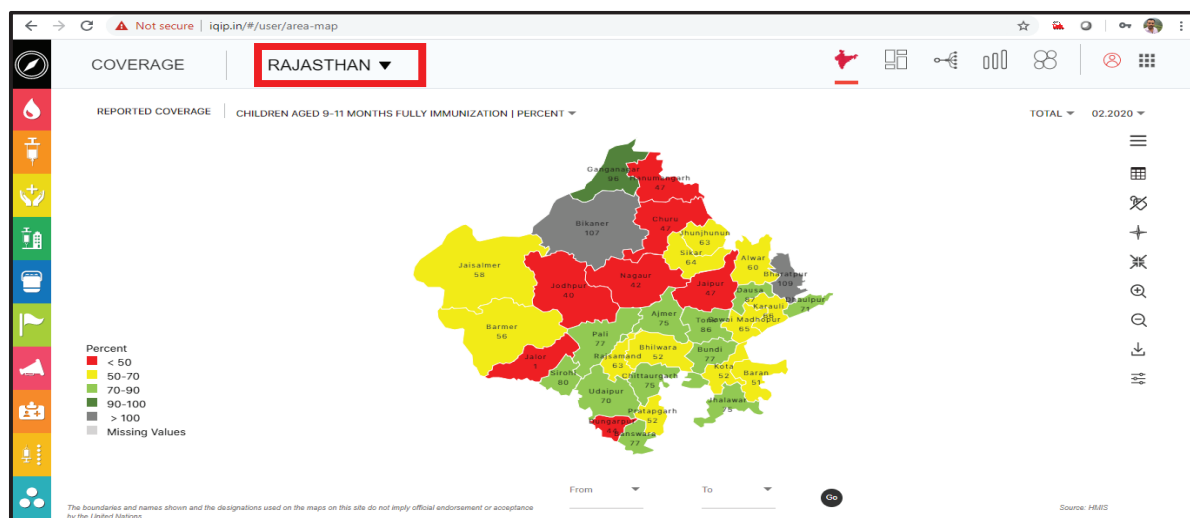 Not secure | iqip.in/#/user/area-map
COVERAGE
RAJASTHAN ▼
REPORTED COVERAGE
CHILDREN AGED 9-11 MONTHS FULLY IMMUNIZATION | PERCENT
TOTAL
02.2020
Ganganagar
96
Hanumangarh
47
Bikaner
107
Churu
47
Jhunjhunun
63
Sikar
64
Alwar
60
Bharatpur
109
Jaisalmer
58
Jodhpur
40
Nagaur
42
Jaipur
47
Dausa
87
Dhaulpur
71
Karauli
Ajmer
75
Tonk
86
Sawai Madhopur
65
Barmer
56
Pali
77
Bhilwara
52
Rajsamand
63
Bundi
77
Kota
52
Baran
51
Jalor
1
Sirohi
80
Chittaurgarh
75
Udaipur
70
Jhalawar
Pratapgarh
52
Dungarpur
44
Banswara
77
Percent
< 50
50-70
70-90
90-100
> 100
Missing Values
From
To
Go
The boundaries and names shown and the designations used on the maps on this site do not imply official endorsement or acceptance
by the United Nations.
Source: HMIS